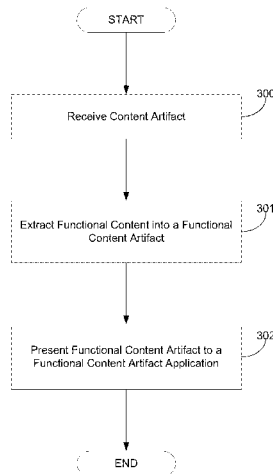 START
Receive Content Artifact
300
Extract Functional Content into a Functional
Content Artifact
301
Present Functional Content Artifact to a
Functional Content Artifact Application
302
END